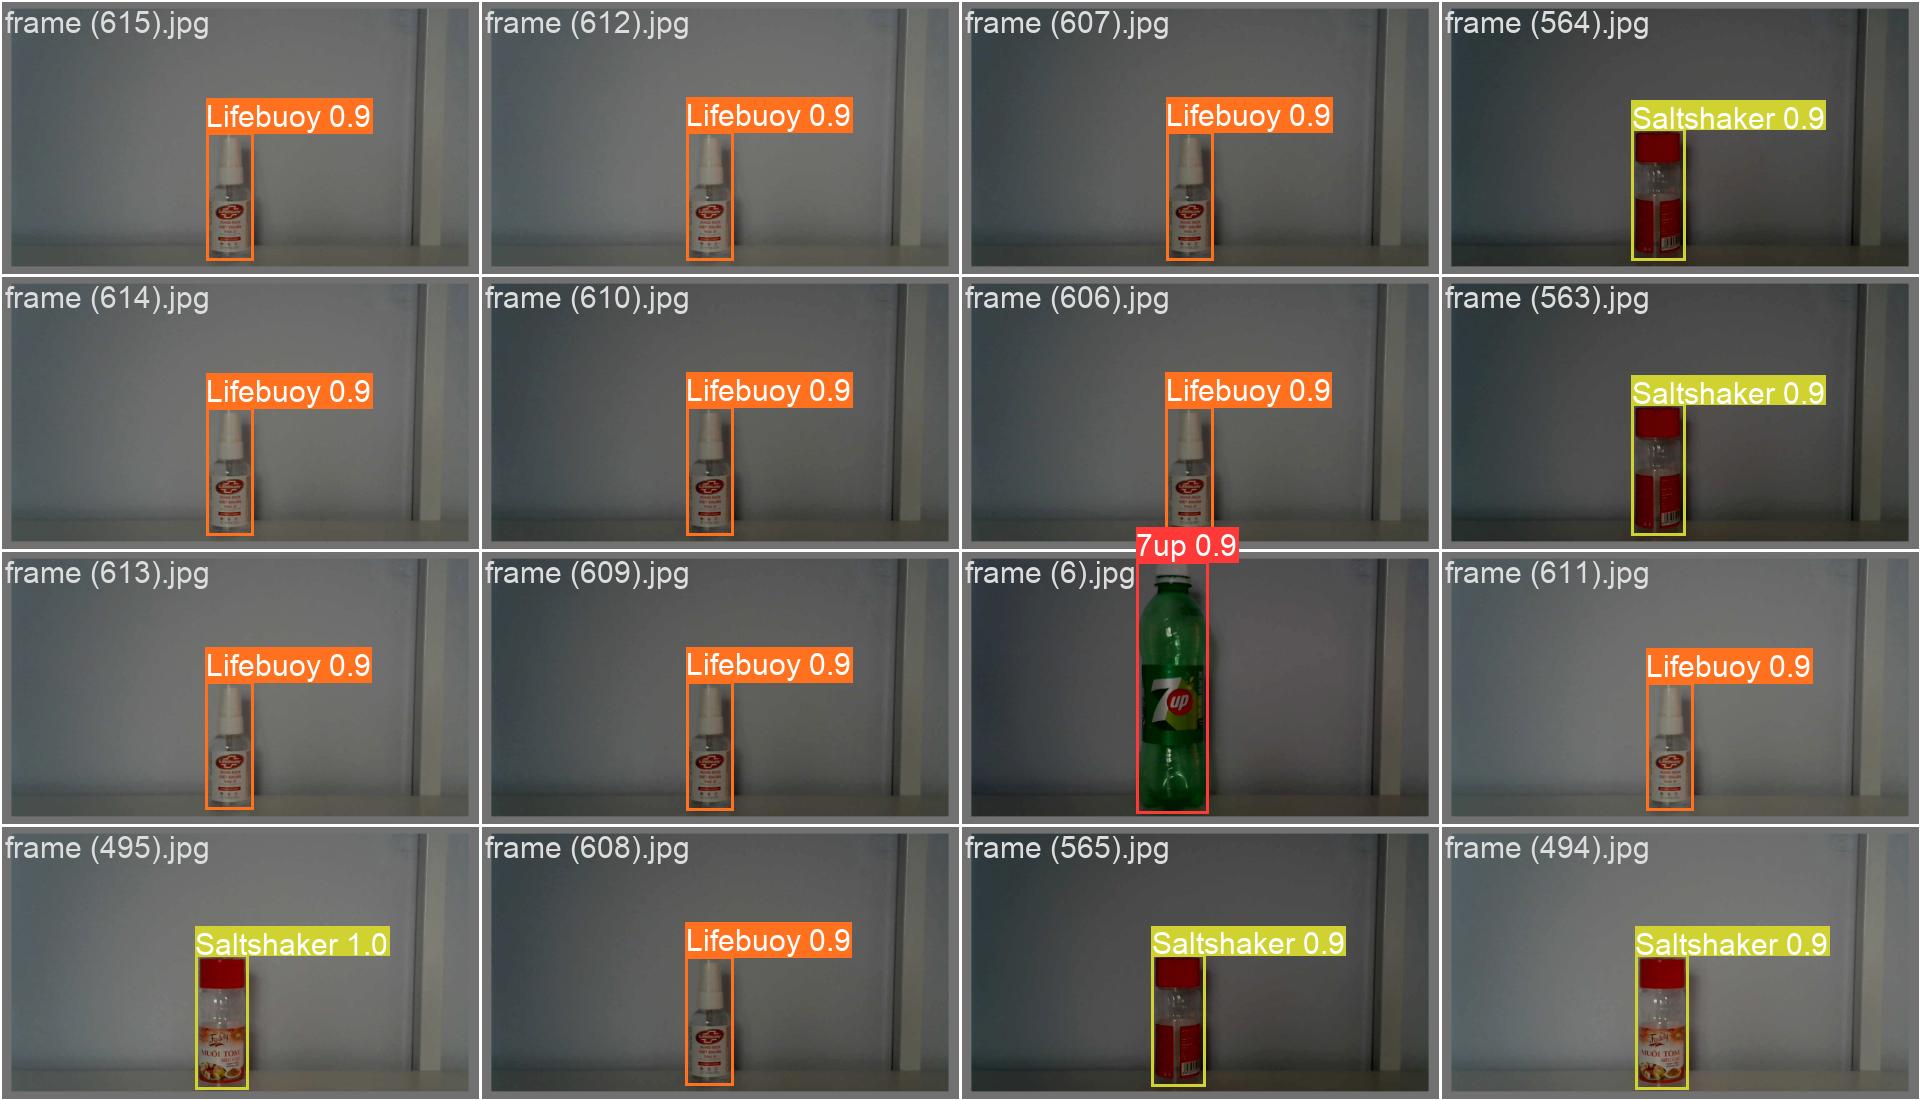 frame (615).jpg
Lifebuoy 0.9
frame (612).jpg
Lifebuoy 0.9
frame (607).jpg
Lifebuoy 0.9
frame (564).jpg
Saltshaker 0.9
frame (614).jpg
Lifebuoy 0.9
frame (610).jpg
Lifebuoy 0.9
frame (606).jpg
Lifebuoy 0.9
frame (563).jpg
Saltshaker 0.9
frame (613).jpg
Lifebuoy 0.9
frame (609).jpg
Lifebuoy 0.9
7up 0.9
frame (6).jpg
7up
frame (611).jpg
Lifebuoy 0.9
frame (495).jpg
Saltshaker 1.0
MUỐI TÔM
frame (608).jpg
Lifebuoy 0.9
frame (565).jpg
Saltshaker 0.9
frame (494).jpg
Saltshaker 0.9
MUỐI TÔM